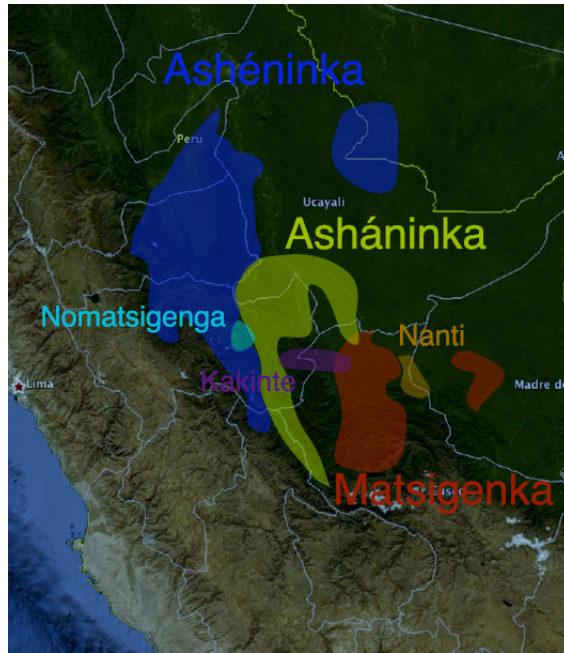 Ashéninka
Peru
A
Ucayali
Asháninka
Nomatsigenga
Nanti
Kakinte
Lima
Madre de
Matsigenka